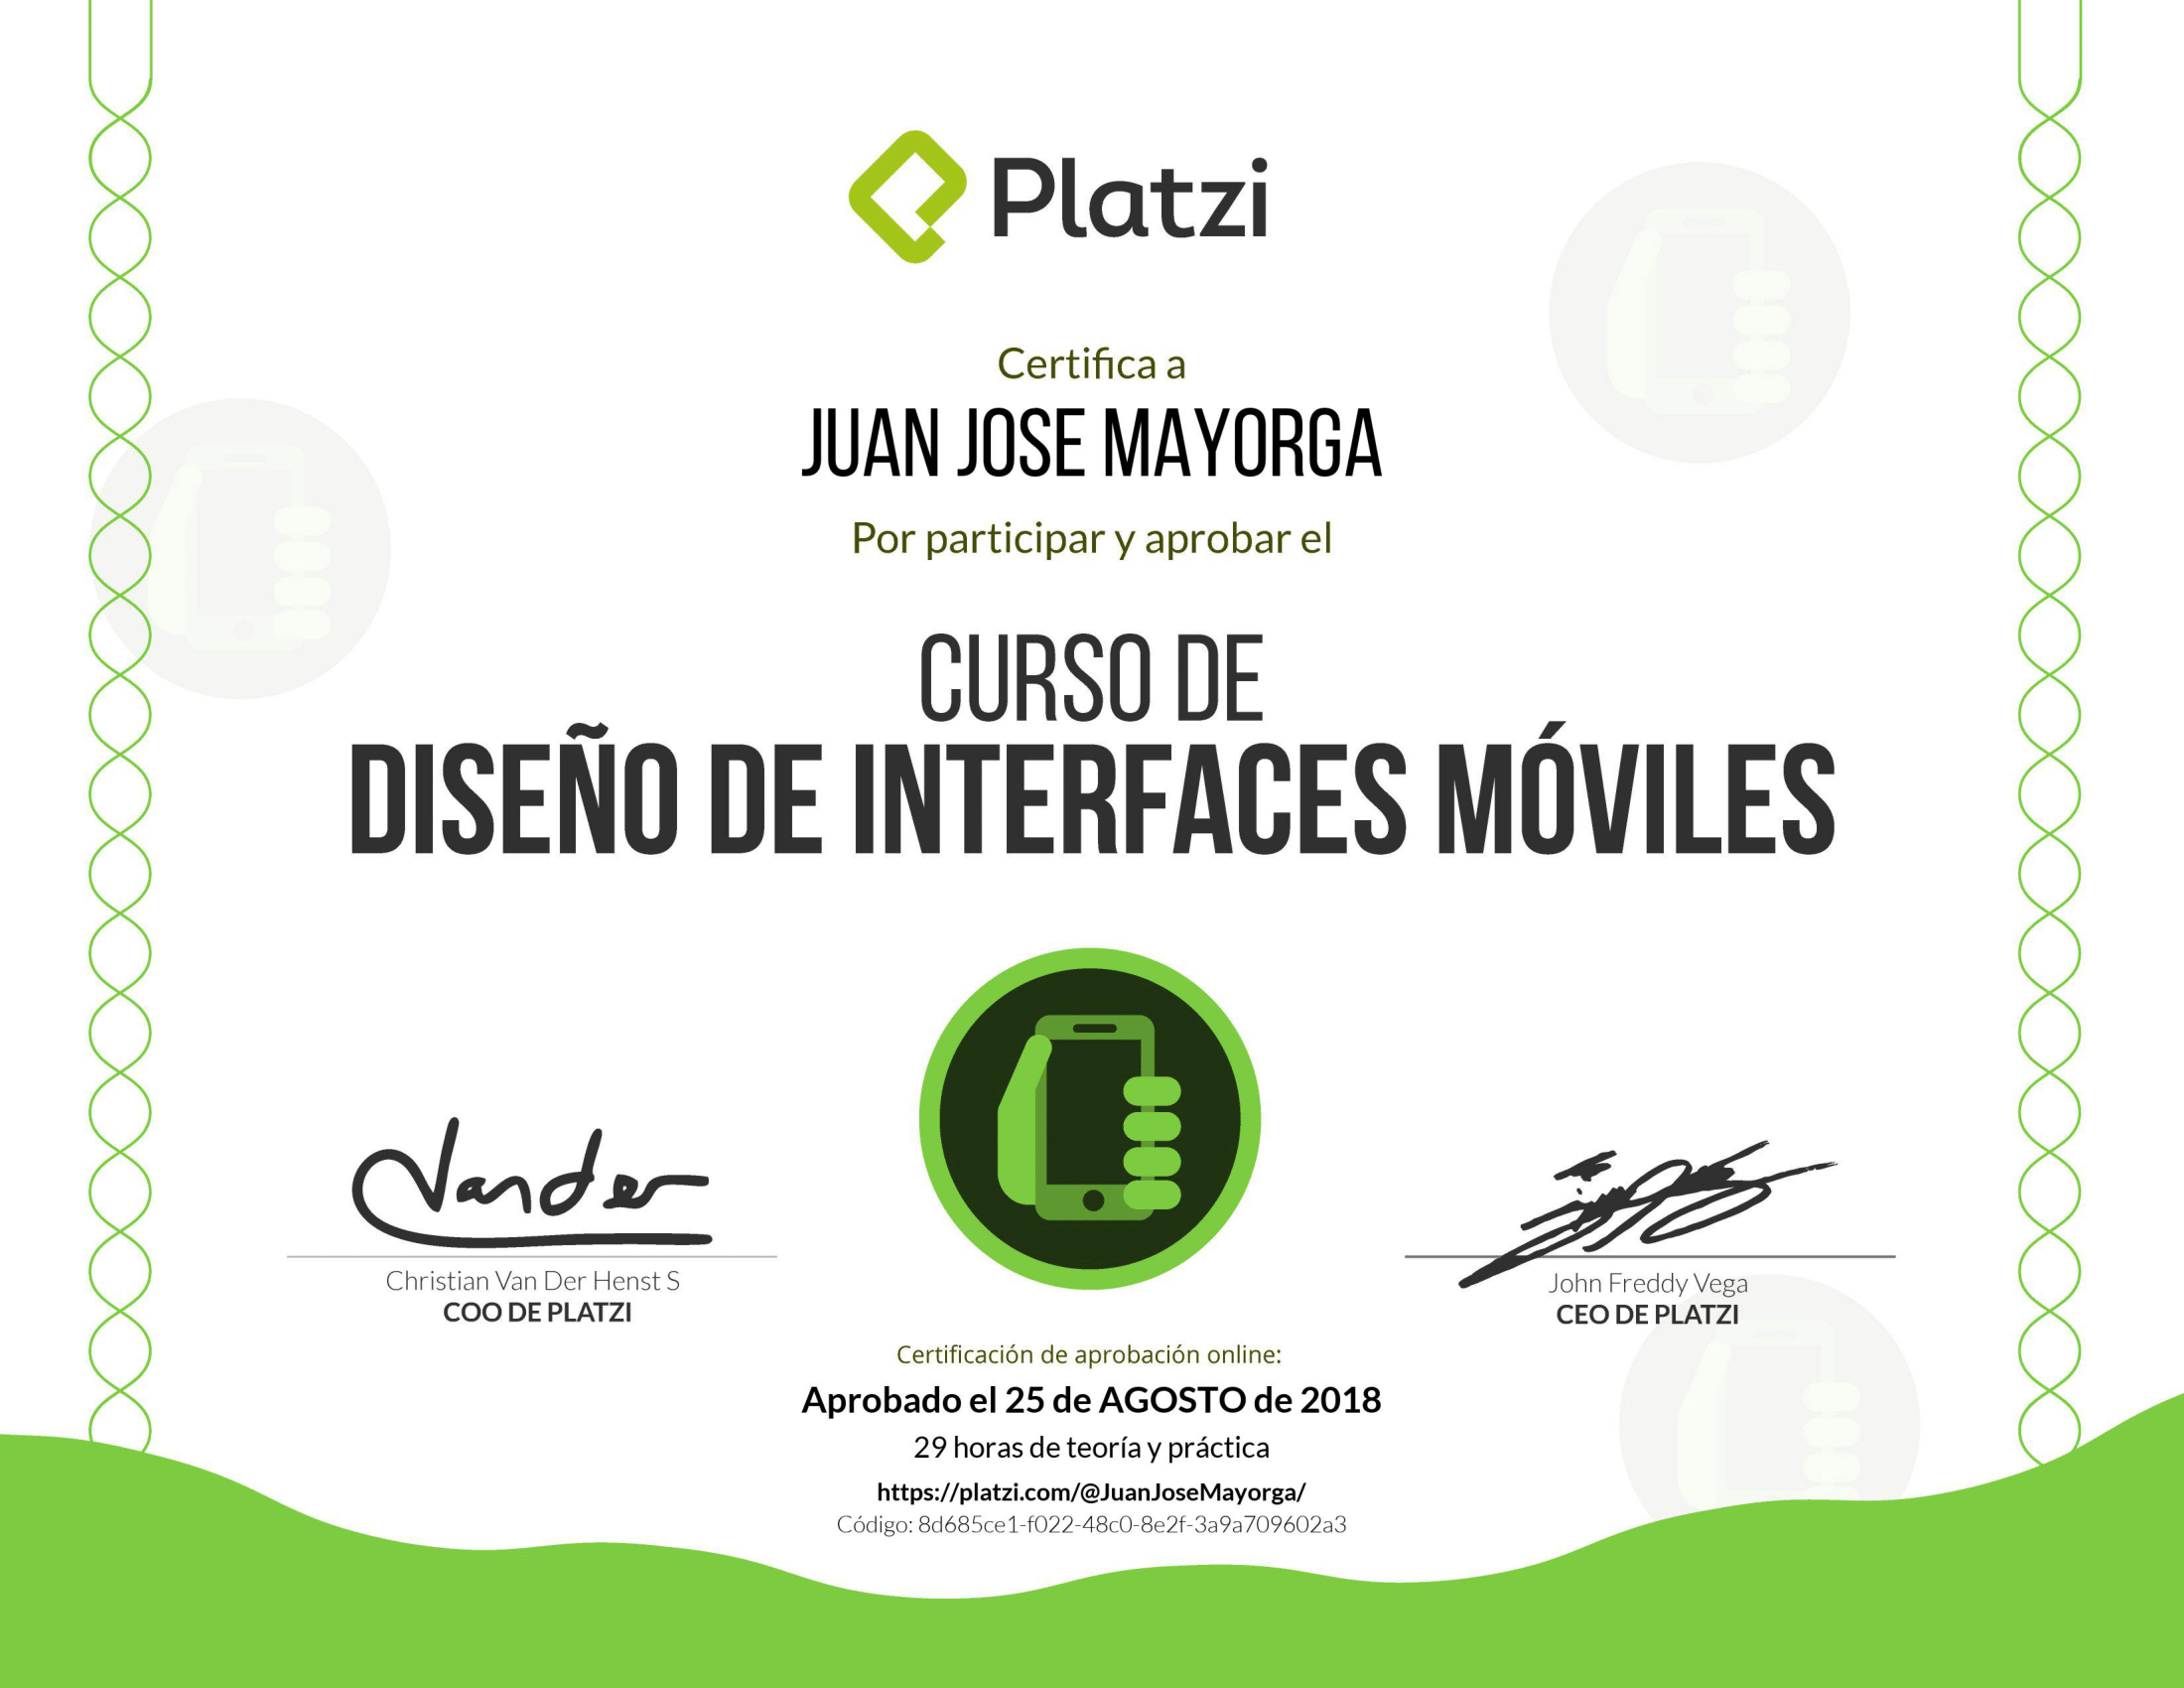 Platzi
Certifica a
JUAN JOSE MAYORGA
Por participar y aprobar el
CURSO DE
DISEÑO DE INTERFACES MÓVILES
Vander
Christian Van Der Henst S
COO DE PLATZI
John Freddy Vega
CEO DE PLATZI
Certificación de aprobación online:
Aprobado el 25 de AGOSTO de 2018
29 horas de teoría y práctica
https://platzi.com/@JuanJoseMayorga/
Código: 8d685ce1-f022-48c0-8e2f-3a9a709602a3